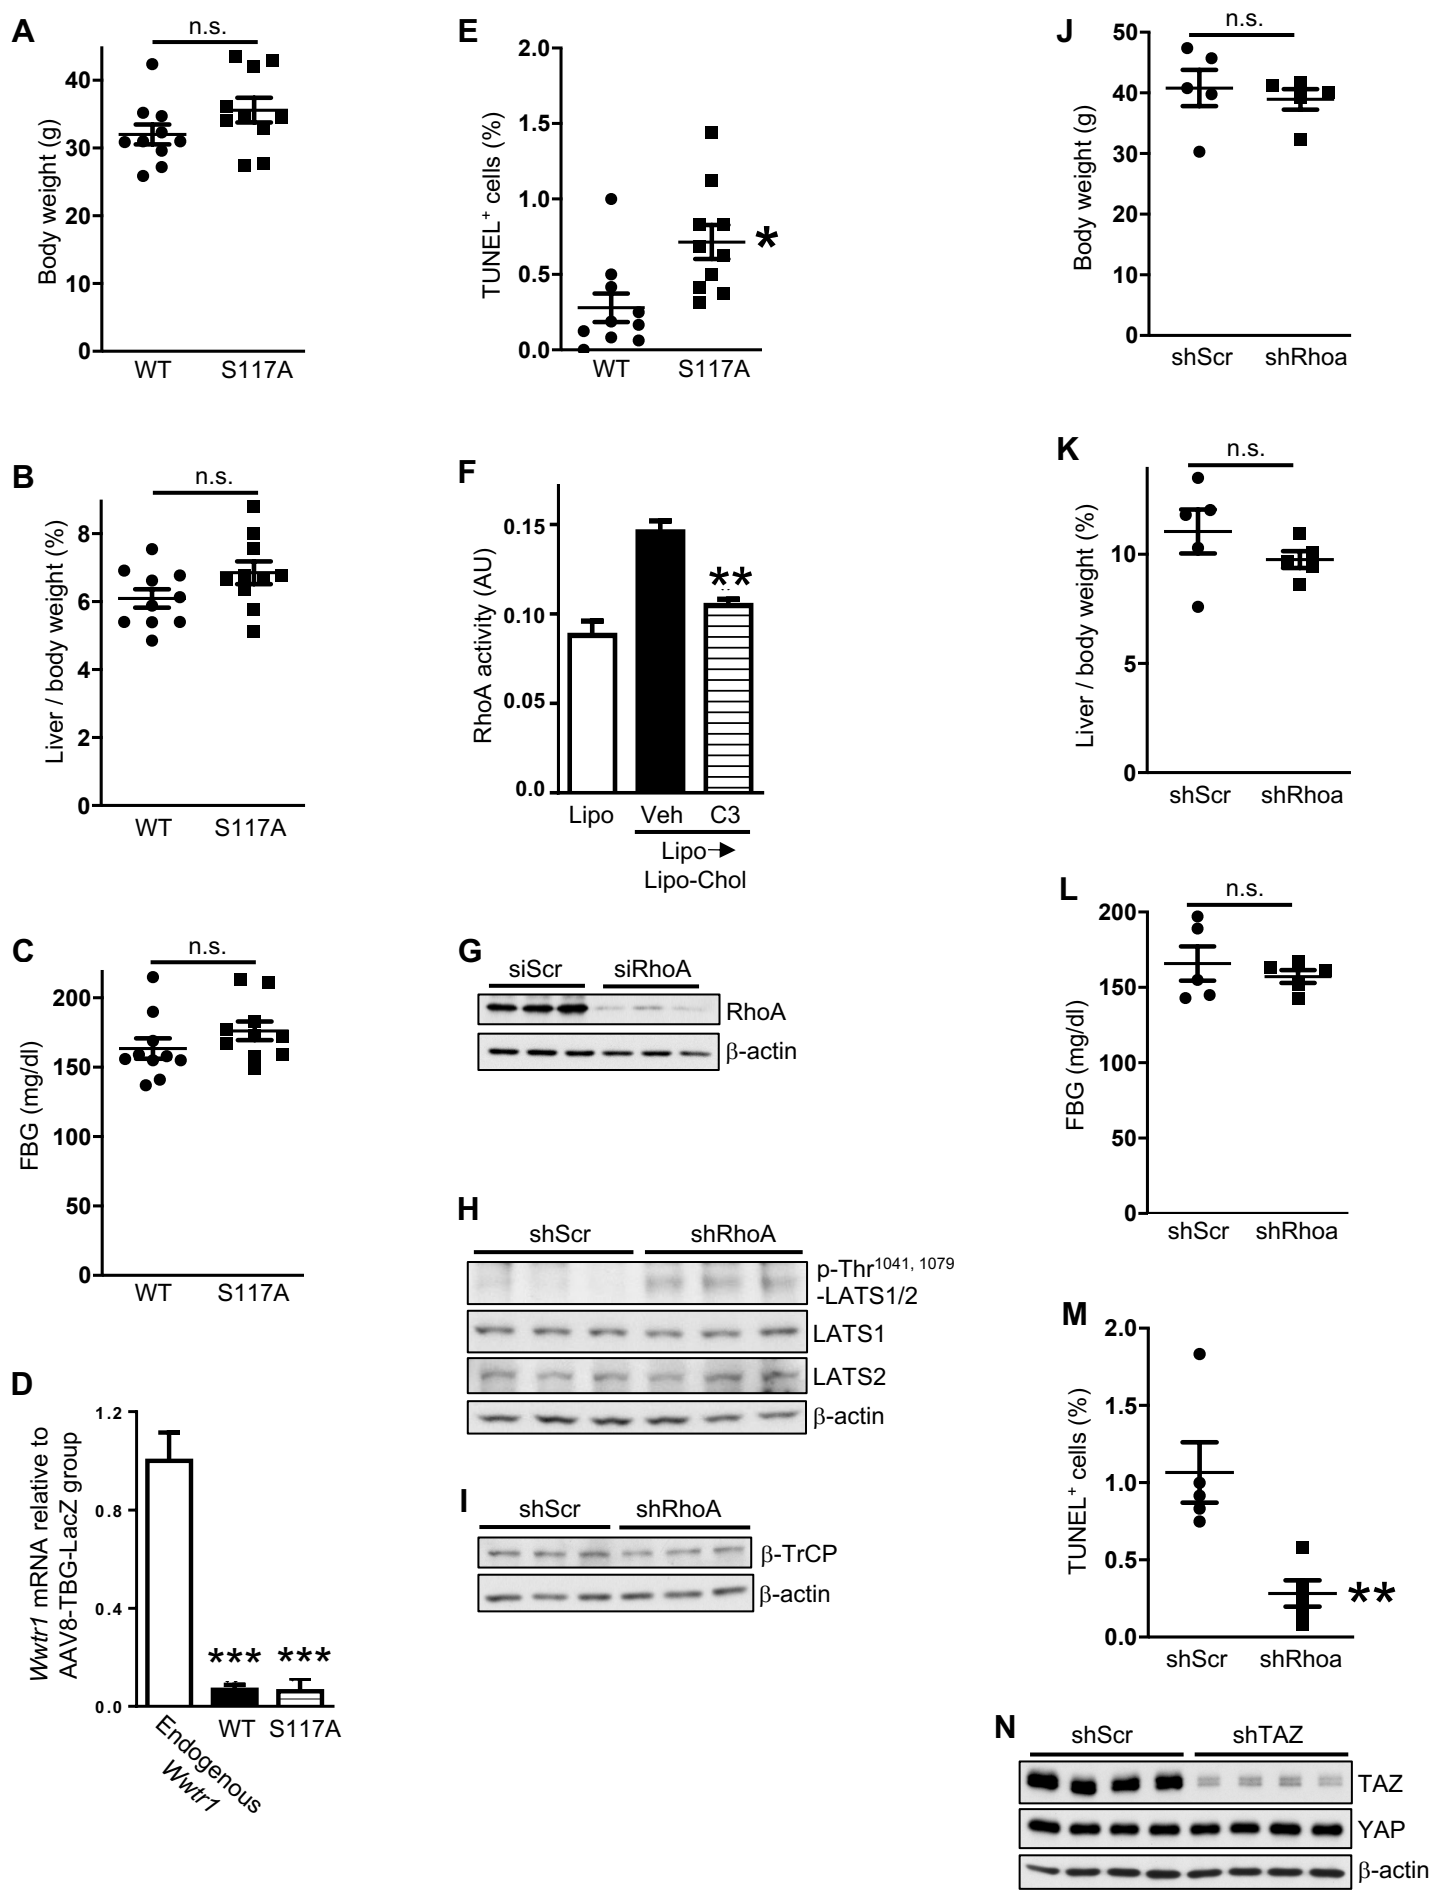 A
n.s.
Body weight (g)
40
30
20
10
0
WT S117A
B
n.s.
Liver / body weight (%)
8
6
4
2
0
WT S117A
C
n.s.
FBG (mg/dl)
200
150
100
50
0
WT S117A
D
Wwtr1 mRNA relative to
AAV8-TBG-LacZ group
1.2
0.8
0.4
0.0
*** ***
Endogenous
Wwtr1
WT S117A
E
TUNEL+ cells (%)
2.0
1.5
1.0
0.5
0.0
*
WT S117A
F
RhoA activity (AU)
0.15
0.10
0.05
0.0
**
Lipo Veh C3
Lipo→
Lipo-Chol
G
siScr siRhoA
RhoA
β-actin
H
shScr shRhoA
p-Thr1041, 1079
-LATS1/2
LATS1
LATS2
β-actin
I
shScr shRhoA
β-TrCP
β-actin
J
n.s.
Body weight (g)
50
40
30
20
10
0
shScr shRhoa
K
n.s.
Liver / body weight (%)
10
5
0
shScr shRhoa
L
n.s.
FBG (mg/dl)
200
150
100
50
0
shScr shRhoa
M
TUNEL+ cells (%)
2.0
1.5
1.0
0.5
0.0
**
shScr shRhoa
N
shScr shTAZ
TAZ
YAP
β-actin